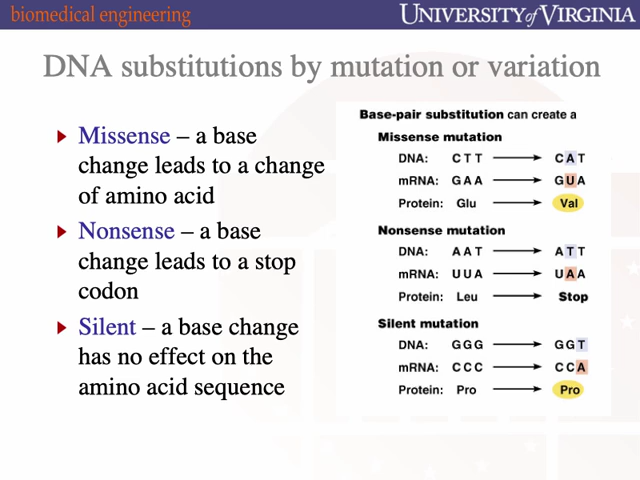 biomedical engineering
UNIVERSITY of VIRGINIA
DNA substitutions by mutation or variation
Missense – a base
change leads to a change
of amino acid
Nonsense – a base
change leads to a stop
codon
Silent – a base change
has no effect on the
amino acid sequence
Base-pair substitution can create a
Missense mutation
DNA: C T T C A T
mRNA: G A A G U A
Protein: Glu Val
Nonsense mutation
DNA: A A T A T T
mRNA: U U A U A A
Protein: Leu Stop
Silent mutation
DNA: G G G G G T
mRNA: C C C C C A
Protein: Pro Pro